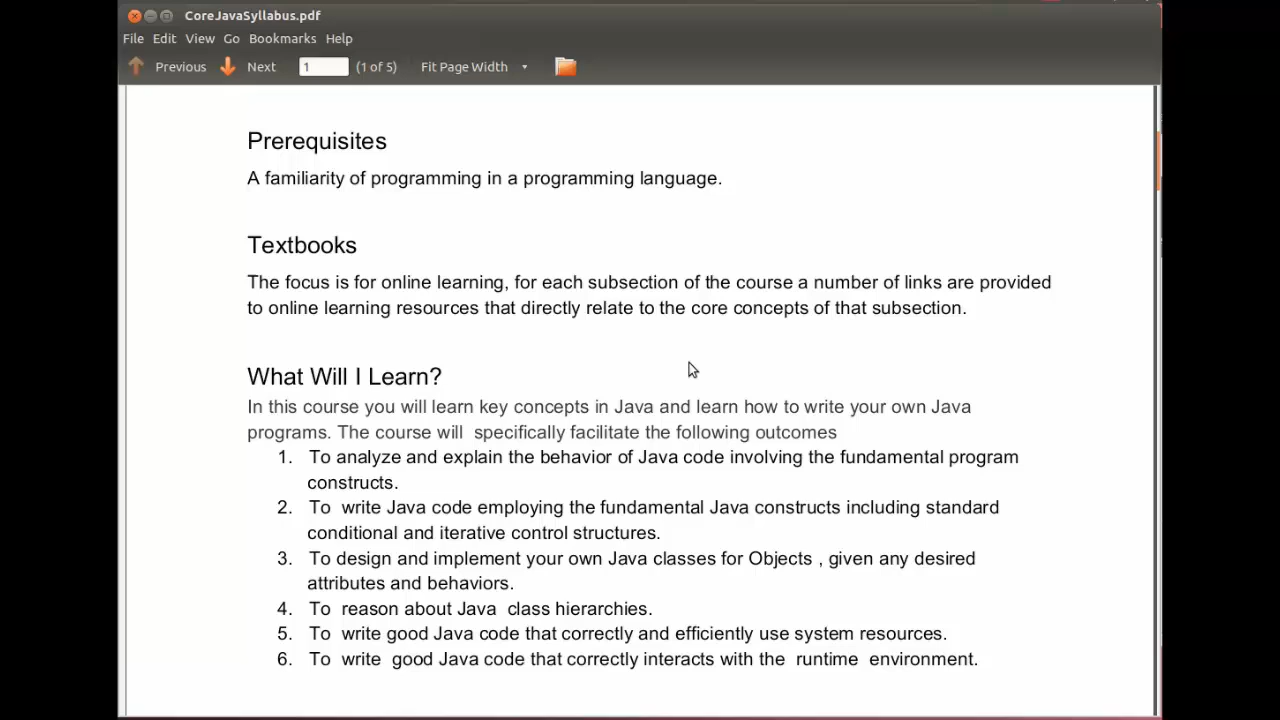 CoreJavaSyllabus.pdf
File Edit View Go Bookmarks Help
Previous Next 1 (1 of 5) Fit Page Width
Prerequisites
A familiarity of programming in a programming language.
Textbooks
The focus is for online learning, for each subsection of the course a number of links are provided
to online learning resources that directly relate to the core concepts of that subsection.
What Will I Learn?
In this course you will learn key concepts in Java and learn how to write your own Java
programs. The course will  specifically facilitate the following outcomes
1. To analyze and explain the behavior of Java code involving the fundamental program
constructs.
2. To  write Java code employing the fundamental Java constructs including standard
conditional and iterative control structures.
3. To design and implement your own Java classes for Objects , given any desired
attributes and behaviors.
4. To  reason about Java  class hierarchies.
5. To  write good Java code that correctly and efficiently use system resources.
6. To  write  good Java code that correctly interacts with the  runtime  environment.